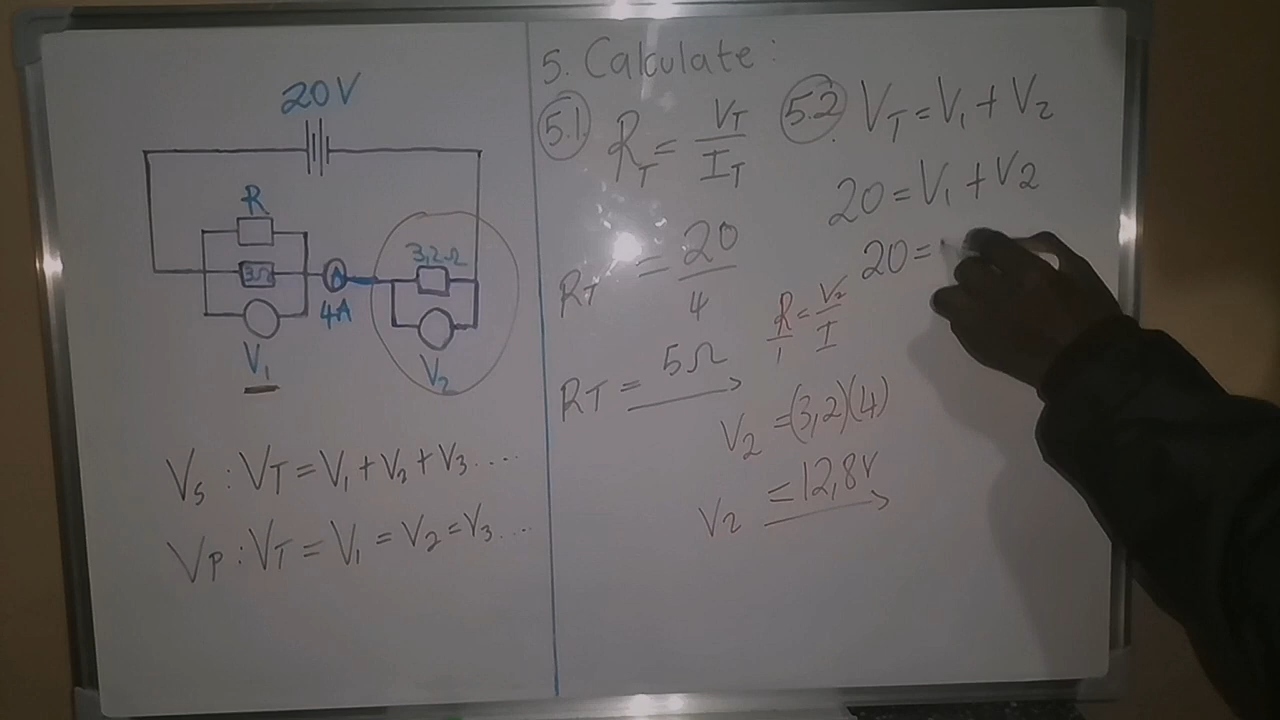 20V
R
3Ω
A
4A
V₁
3,2Ω
V₂
Vs : VT = V₁ + V₂ + V₃ ....
Vp : VT = V₁ = V₂ = V₃ ...
5. Calculate :
5.1 RT = VT / IT
RT = 20 / 4
RT = 5Ω
5.2 VT = V₁ + V₂
20 = V₁ + V2
20 =
R / 1 = V₂ / I
V₂ = (3,2)(4)
V₂ = 12,8V